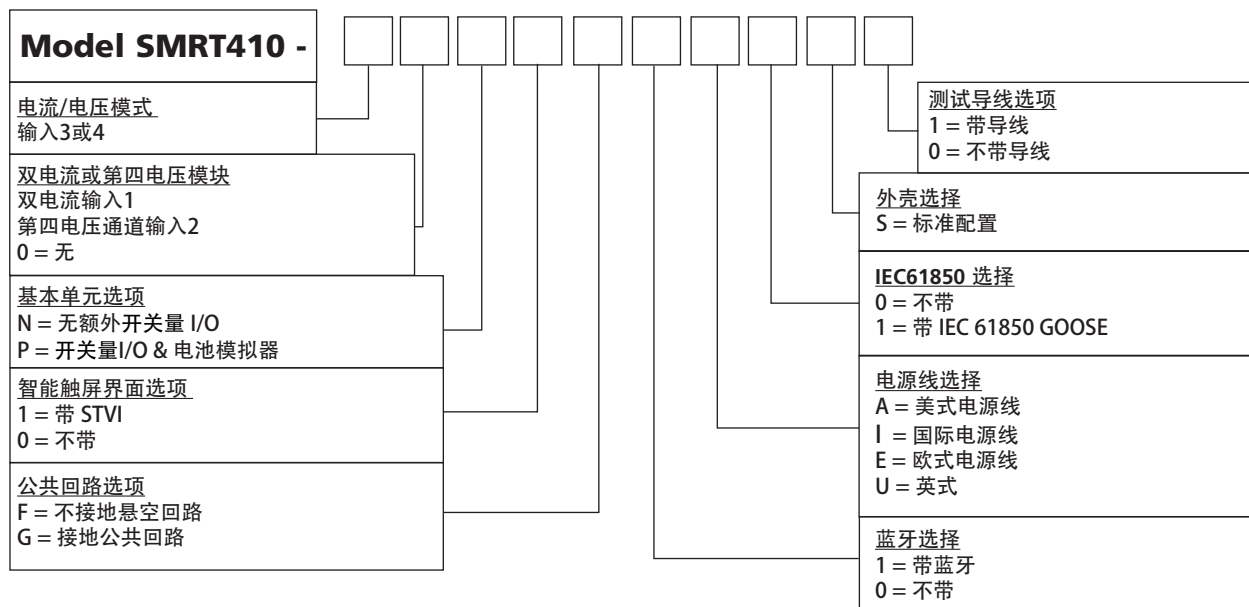 Model SMRT410 -
电流/电压模式
输入3或4
双电流或第四电压模块
双电流输入1
第四电压通道输入2
0 = 无
基本单元选项
N = 无额外开关量 I/O
P = 开关量I/O & 电池模拟器
智能触屏界面选项
1 = 带 STVI
0 = 不带
公共回路选项
F = 不接地悬空回路
G = 接地公共回路
测试导线选项
1 = 带导线
0 = 不带导线
外壳选择
S = 标准配置
IEC61850 选择
0 = 不带
1 = 带 IEC 61850 GOOSE
电源线选择
A = 美式电源线
I = 国际电源线
E = 欧式电源线
U = 英式
蓝牙选择
1 = 带蓝牙
0 = 不带